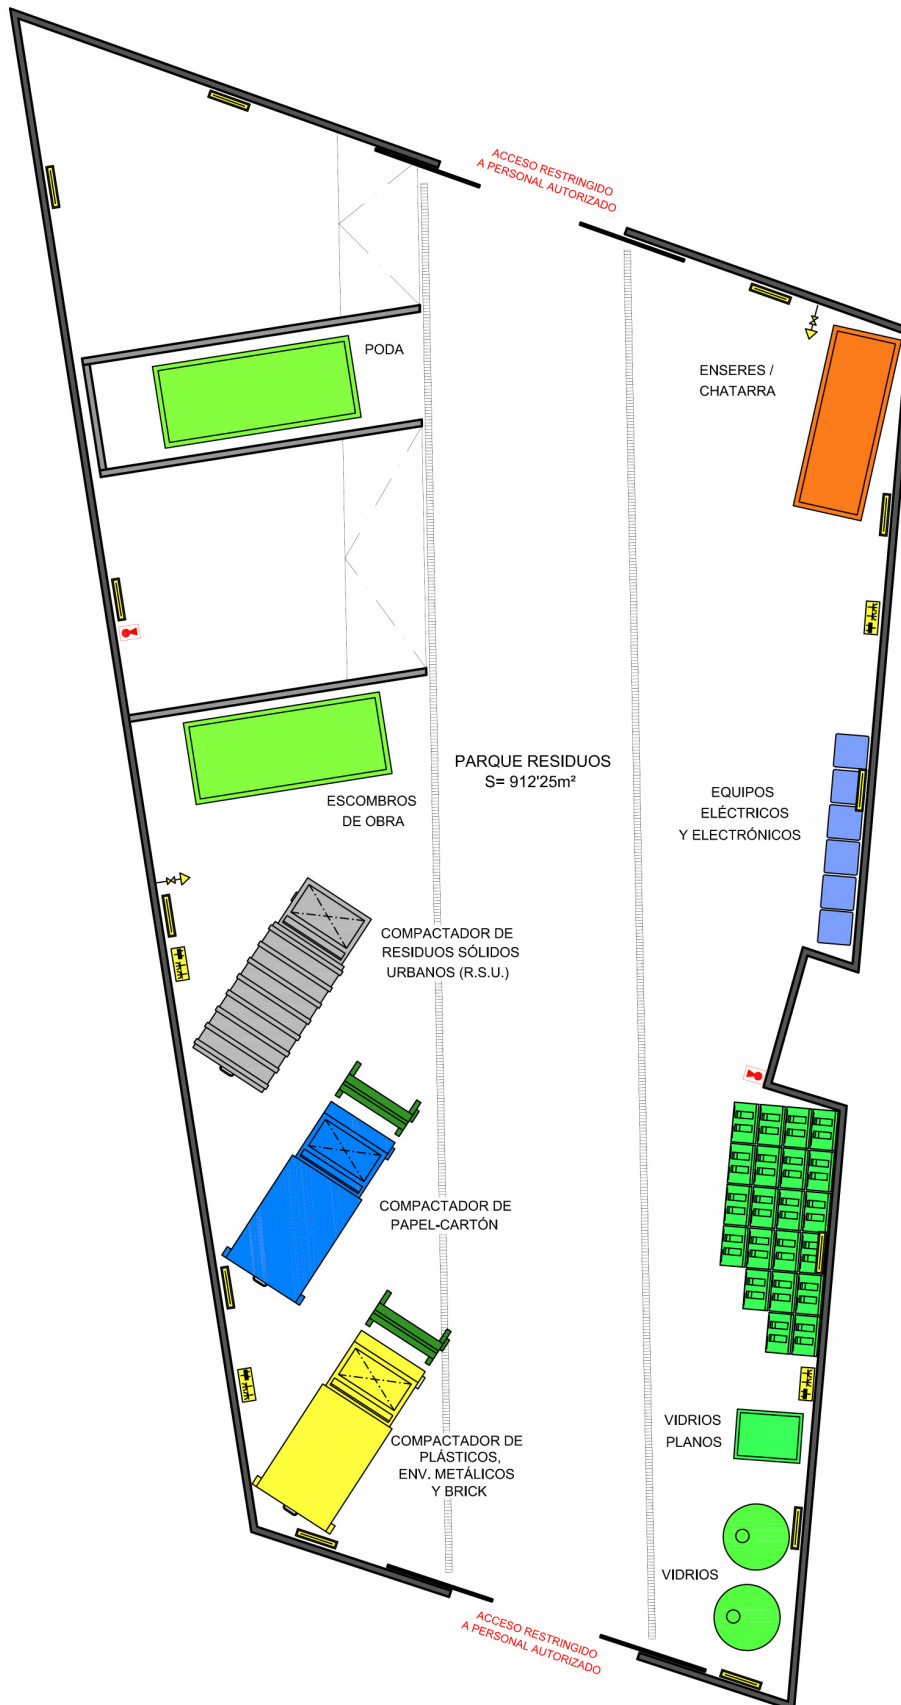 ACCESO RESTRINGIDO
A PERSONAL AUTORIZADO
PODA
ENSERES /
CHATARRA
PARQUE RESIDUOS
S= 912'25m²
ESCOMBROS
DE OBRA
EQUIPOS
ELÉCTRICOS
Y ELECTRÓNICOS
COMPACTADOR DE
RESIDUOS SÓLIDOS
URBANOS (R.S.U.)
COMPACTADOR DE
PAPEL-CARTÓN
COMPACTADOR DE
PLÁSTICOS,
ENV. METÁLICOS
Y BRICK
VIDRIOS
PLANOS
VIDRIOS
ACCESO RESTRINGIDO
A PERSONAL AUTORIZADO